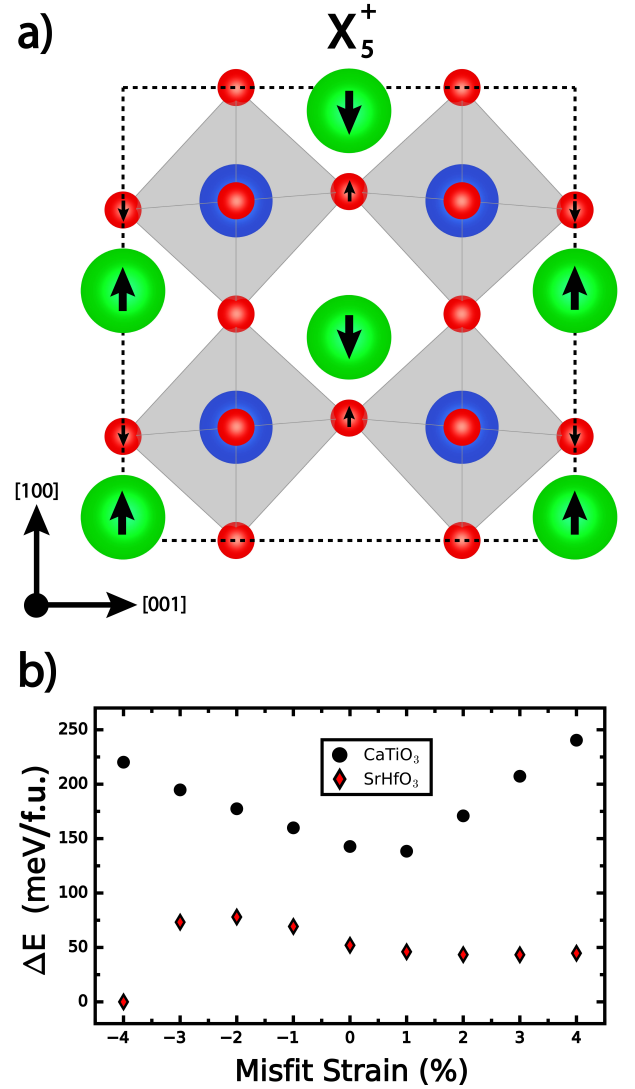 a)
X₅⁺
[100]
[001]
b)
ΔE (meV/f.u.)
250
200
150
100
50
0
CaTiO₃
SrHfO₃
−4 −3 −2 −1 0 1 2 3 4
Misfit Strain (%)